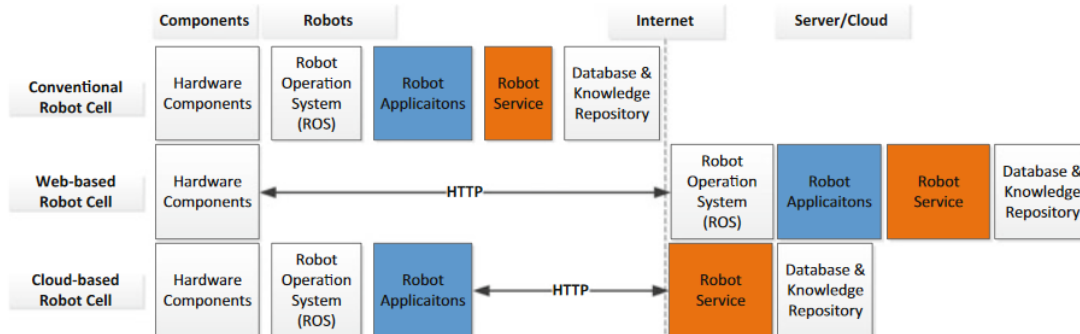 Components
Robots
Internet
Server/Cloud
Conventional
Robot Cell
Hardware
Components
Robot
Operation
System
(ROS)
Robot
Applicaitons
Robot
Service
Database &
Knowledge
Repository
Web-based
Robot Cell
Hardware
Components
HTTP
Robot
Operation
System
(ROS)
Robot
Applicaitons
Robot
Service
Database &
Knowledge
Repository
Cloud-based
Robot Cell
Hardware
Components
Robot
Operation
System
(ROS)
Robot
Applicaitons
HTTP
Robot
Service
Database &
Knowledge
Repository